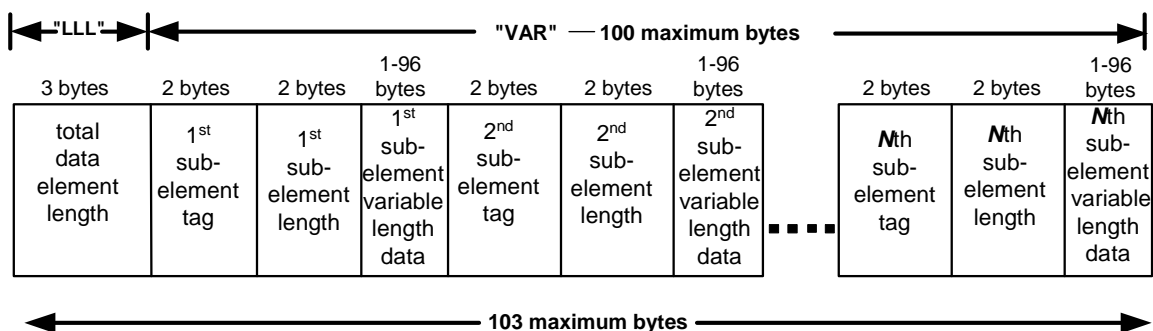 "LLL" "VAR" — 100 maximum bytes
3 bytes 2 bytes 2 bytes 1-96 bytes 2 bytes 2 bytes 1-96 bytes 2 bytes 2 bytes 1-96 bytes
total data element length
1st sub-element tag
1st sub-element length
1st sub-element variable length data
2nd sub-element tag
2nd sub-element length
2nd sub-element variable length data
Nth sub-element tag
Nth sub-element length
Nth sub-element variable length data
103 maximum bytes